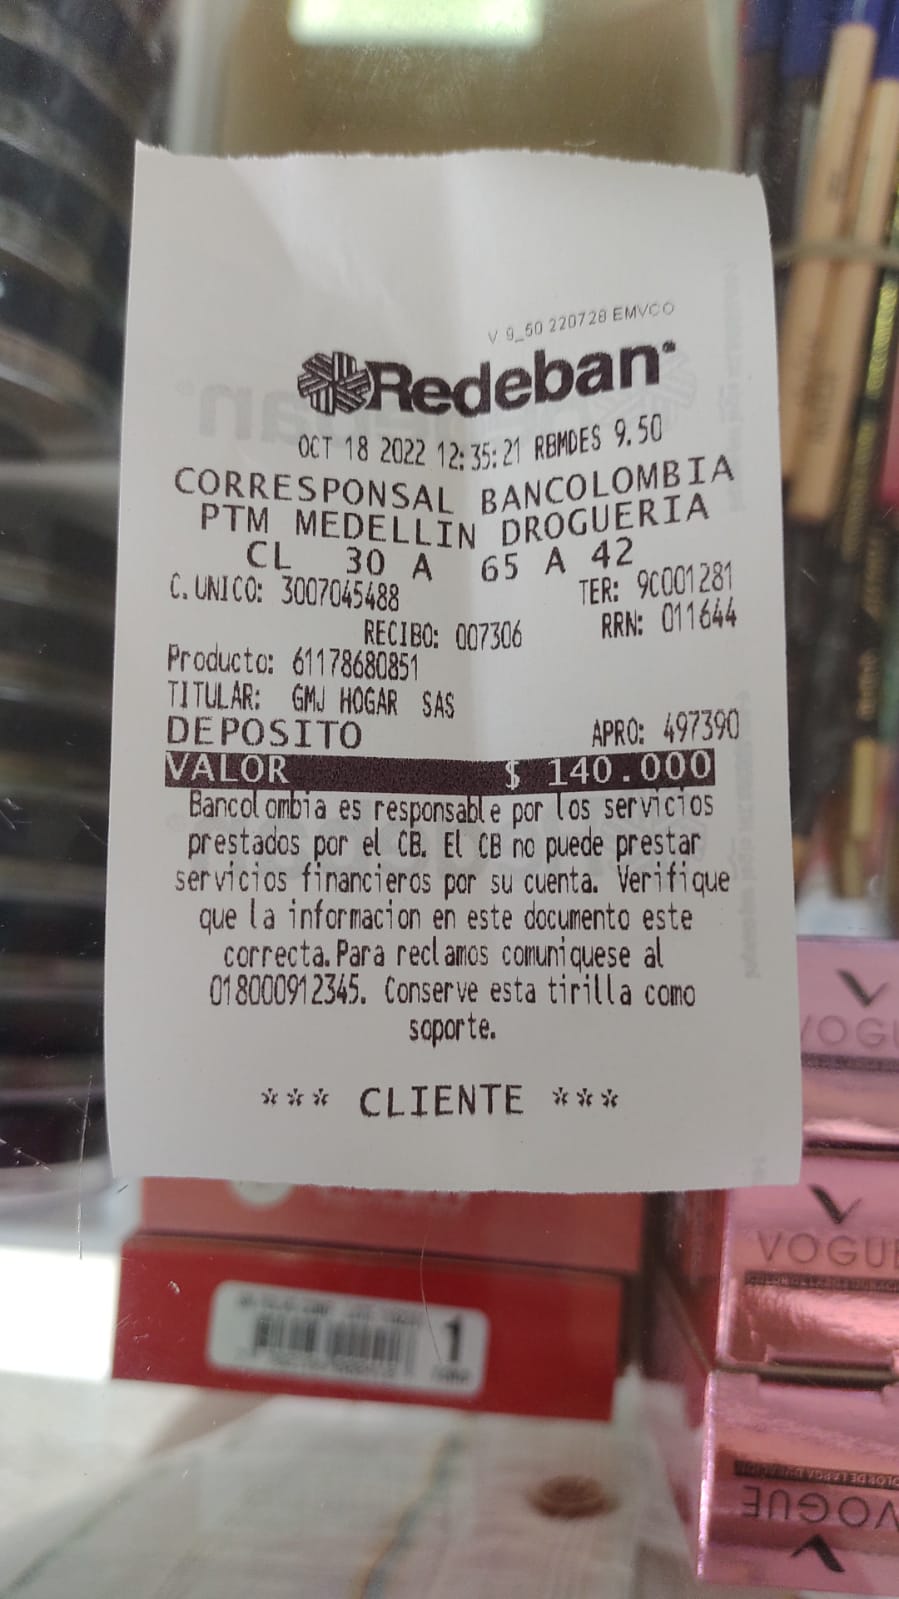 V 9_50 220728 EMVCO
Redeban
OCT 18 2022 12:35:21 RBMDES 9.50
CORRESPONSAL BANCOLOMBIA
PTM MEDELLIN DROGUERIA
CL 30 A 65 A 42
C. UNICO: 3007045488 TER: 9C001281
RECIBO: 007306 RRN: 011644
Producto: 61178680851
TITULAR: GMJ HOGAR SAS
DEPOSITO APRO: 497390
VALOR $ 140.000
Bancolombia es responsable por los servicios
prestados por el CB. El CB no puede prestar
servicios financieros por su cuenta. Verifique
que la informacion en este documento este
correcta. Para reclamos comuniquese al
018000912345. Conserve esta tirilla como
soporte.
*** CLIENTE ***
VOGUE
VOGUE
1
VOGUE